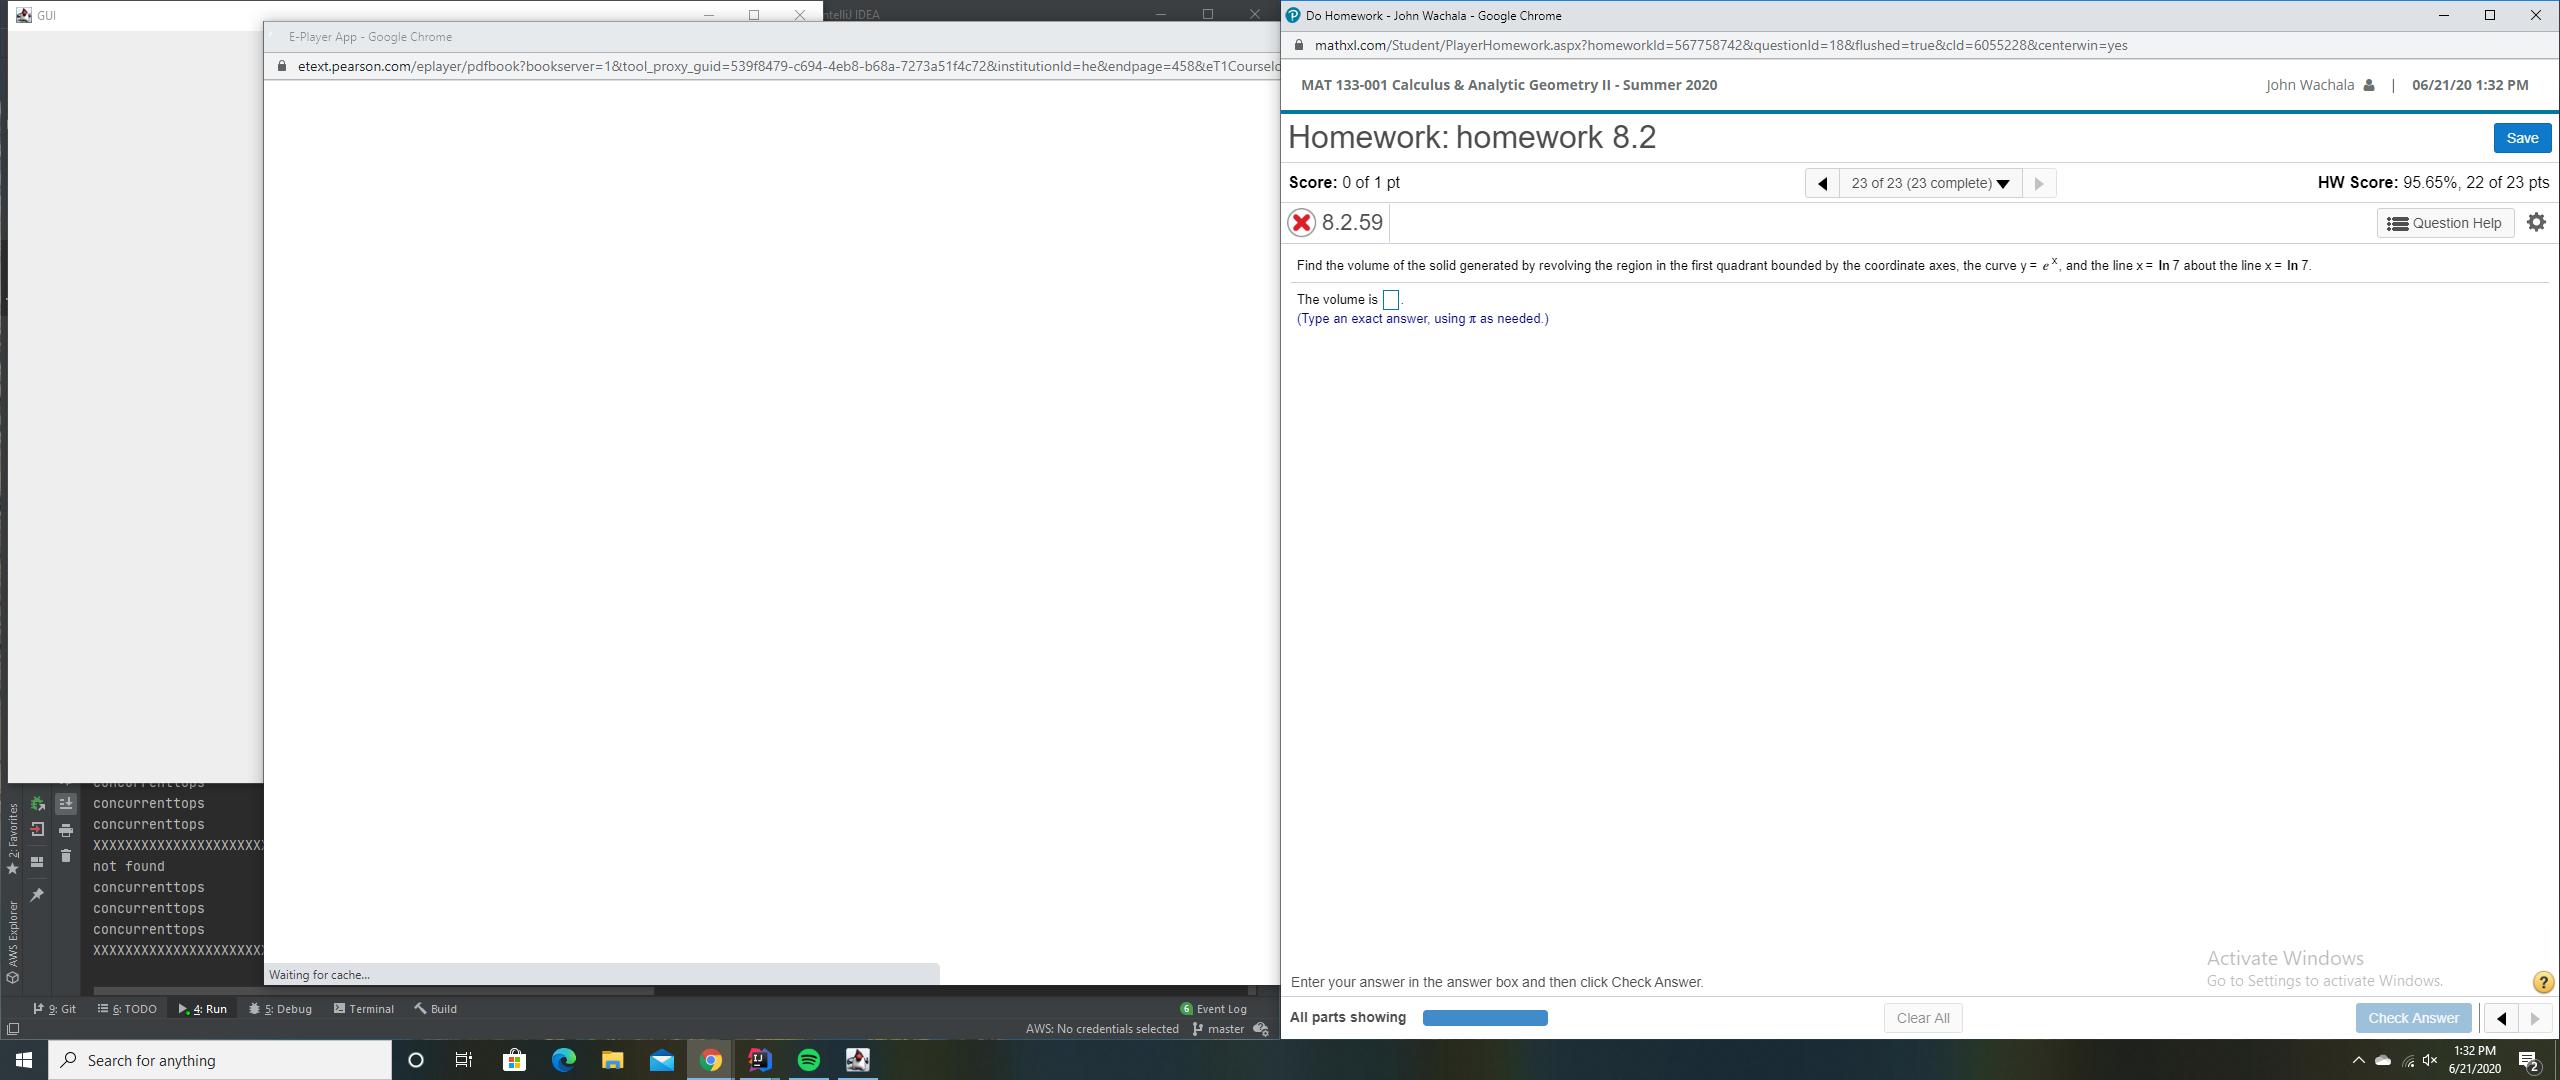 GUI
ntelliJ IDEA
E-Player App - Google Chrome
etext.pearson.com/eplayer/pdfbook?bookserver=1&tool_proxy_guid=539f8479-c694-4eb8-b68a-7273a51f4c72&institutionId=he&endpage=458&eT1CourseId
Waiting for cache...
concurrenttops
concurrenttops
concurrenttops
not found
concurrenttops
concurrenttops
concurrenttops
2: Favorites
AWS Explorer
9: Git
6: TODO
4: Run
5: Debug
Terminal
Build
6 Event Log
AWS: No credentials selected
master
Do Homework - John Wachala - Google Chrome
mathxl.com/Student/PlayerHomework.aspx?homeworkId=567758742&questionId=18&flushed=true&cId=6055228&centerwin=yes
MAT 133-001 Calculus & Analytic Geometry II - Summer 2020
John Wachala | 06/21/20 1:32 PM
Homework: homework 8.2
Save
Score: 0 of 1 pt
23 of 23 (23 complete)
HW Score: 95.65%, 22 of 23 pts
8.2.59
Question Help
Find the volume of the solid generated by revolving the region in the first quadrant bounded by the coordinate axes, the curve y = e^x, and the line x = ln 7 about the line x = ln 7.
The volume is .
(Type an exact answer, using π as needed.)
Activate Windows
Go to Settings to activate Windows.
Enter your answer in the answer box and then click Check Answer.
?
All parts showing
Clear All
Check Answer
Search for anything
1:32 PM
6/21/2020
2